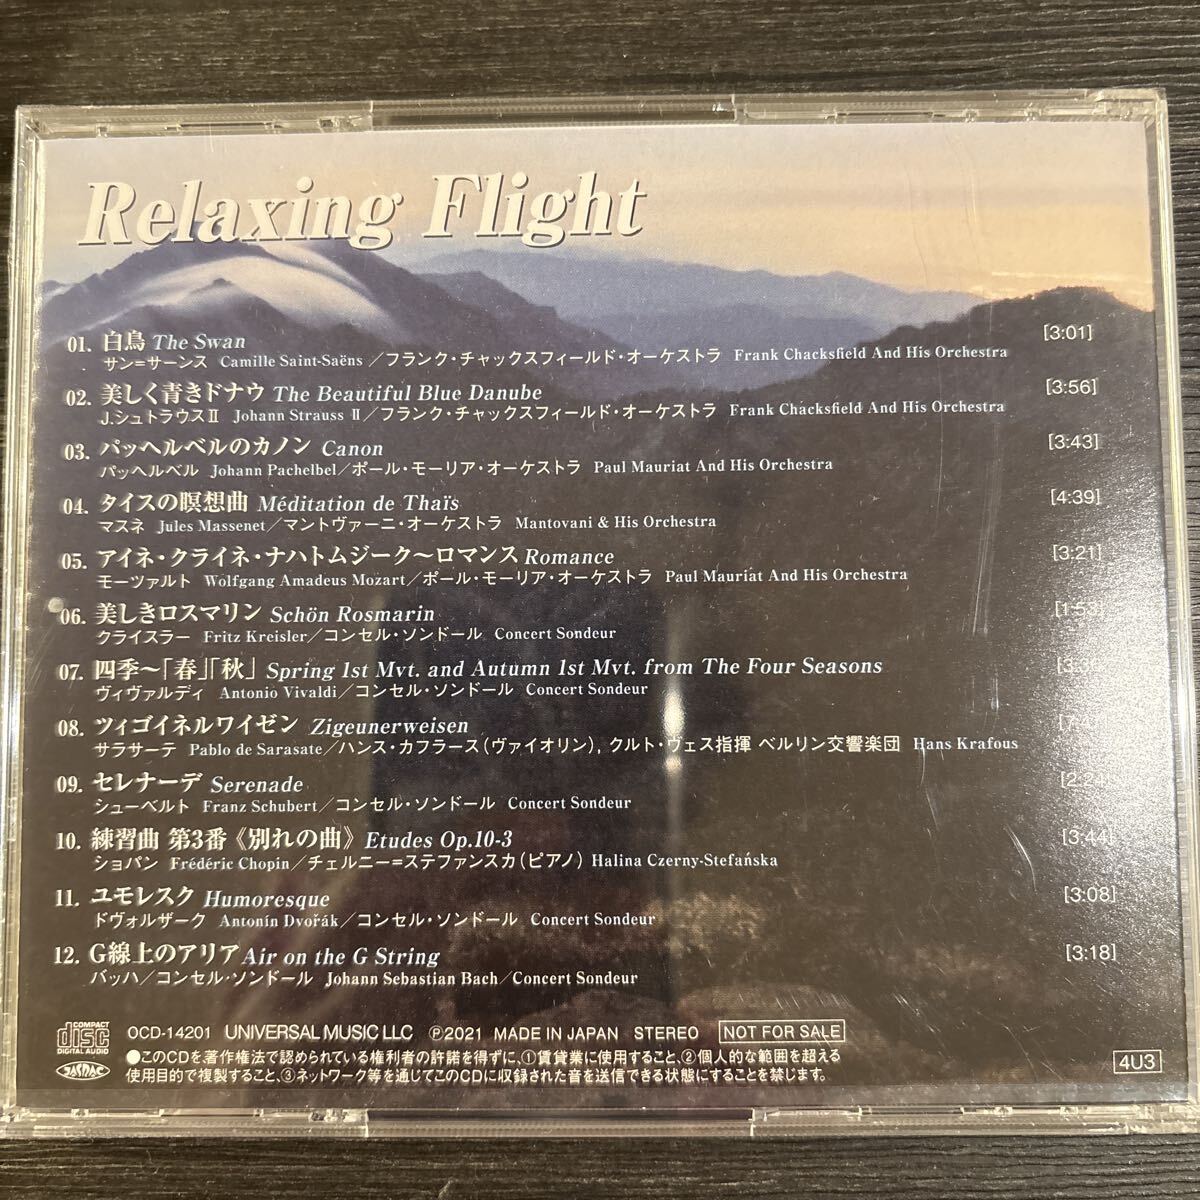 Relaxing Flight
01. 白鳥 The Swan [3:01]
サン=サーンス Camille Saint-Saëns／フランク・チャックスフィールド・オーケストラ Frank Chacksfield And His Orchestra
02. 美しく青きドナウ The Beautiful Blue Danube [3:56]
J.シュトラウスⅡ Johann Strauss Ⅱ／フランク・チャックスフィールド・オーケストラ Frank Chacksfield And His Orchestra
03. パッヘルベルのカノン Canon [3:43]
パッヘルベル Johann Pachelbel／ポール・モーリア・オーケストラ Paul Mauriat And His Orchestra
04. タイスの瞑想曲 Méditation de Thaïs [4:39]
マスネ Jules Massenet／マントヴァーニ・オーケストラ Mantovani & His Orchestra
05. アイネ・クライネ・ナハトムジーク〜ロマンス Romance [3:21]
モーツァルト Wolfgang Amadeus Mozart／ポール・モーリア・オーケストラ Paul Mauriat And His Orchestra
06. 美しきロスマリン Schön Rosmarin
クライスラー Fritz Kreisler／コンセル・ソンドール Concert Sondeur
07. 四季〜「春」「秋」 Spring 1st Mvt. and Autumn 1st Mvt. from The Four Seasons
ヴィヴァルディ Antonio Vivaldi／コンセル・ソンドール Concert Sondeur
08. ツィゴイネルワイゼン Zigeunerweisen
サラサーテ Pablo de Sarasate／ハンス・カフラース(ヴァイオリン), クルト・ヴェス指揮 ベルリン交響楽団 Hans Krafous
09. セレナーデ Serenade
シューベルト Franz Schubert／コンセル・ソンドール Concert Sondeur
10. 練習曲 第3番《別れの曲》 Etudes Op.10-3 [3:44]
ショパン Frédéric Chopin／チェルニー=ステファンスカ(ピアノ) Halina Czerny-Stefańska
11. ユモレスク Humoresque [3:08]
ドヴォルザーク Antonín Dvořák／コンセル・ソンドール Concert Sondeur
12. G線上のアリア Air on the G String [3:18]
バッハ／コンセル・ソンドール Johann Sebastian Bach／Concert Sondeur
COMPACT disc DIGITAL AUDIO OCD-14201 UNIVERSAL MUSIC LLC ℗2021 MADE IN JAPAN STEREO NOT FOR SALE
JASRAC ●このCDを著作権法で認められている権利者の許諾を得ずに、①賃貸業に使用すること、②個人的な範囲を超える
使用目的で複製すること、③ネットワーク等を通じてこのCDに収録された音を送信できる状態にすることを禁じます。
4U3